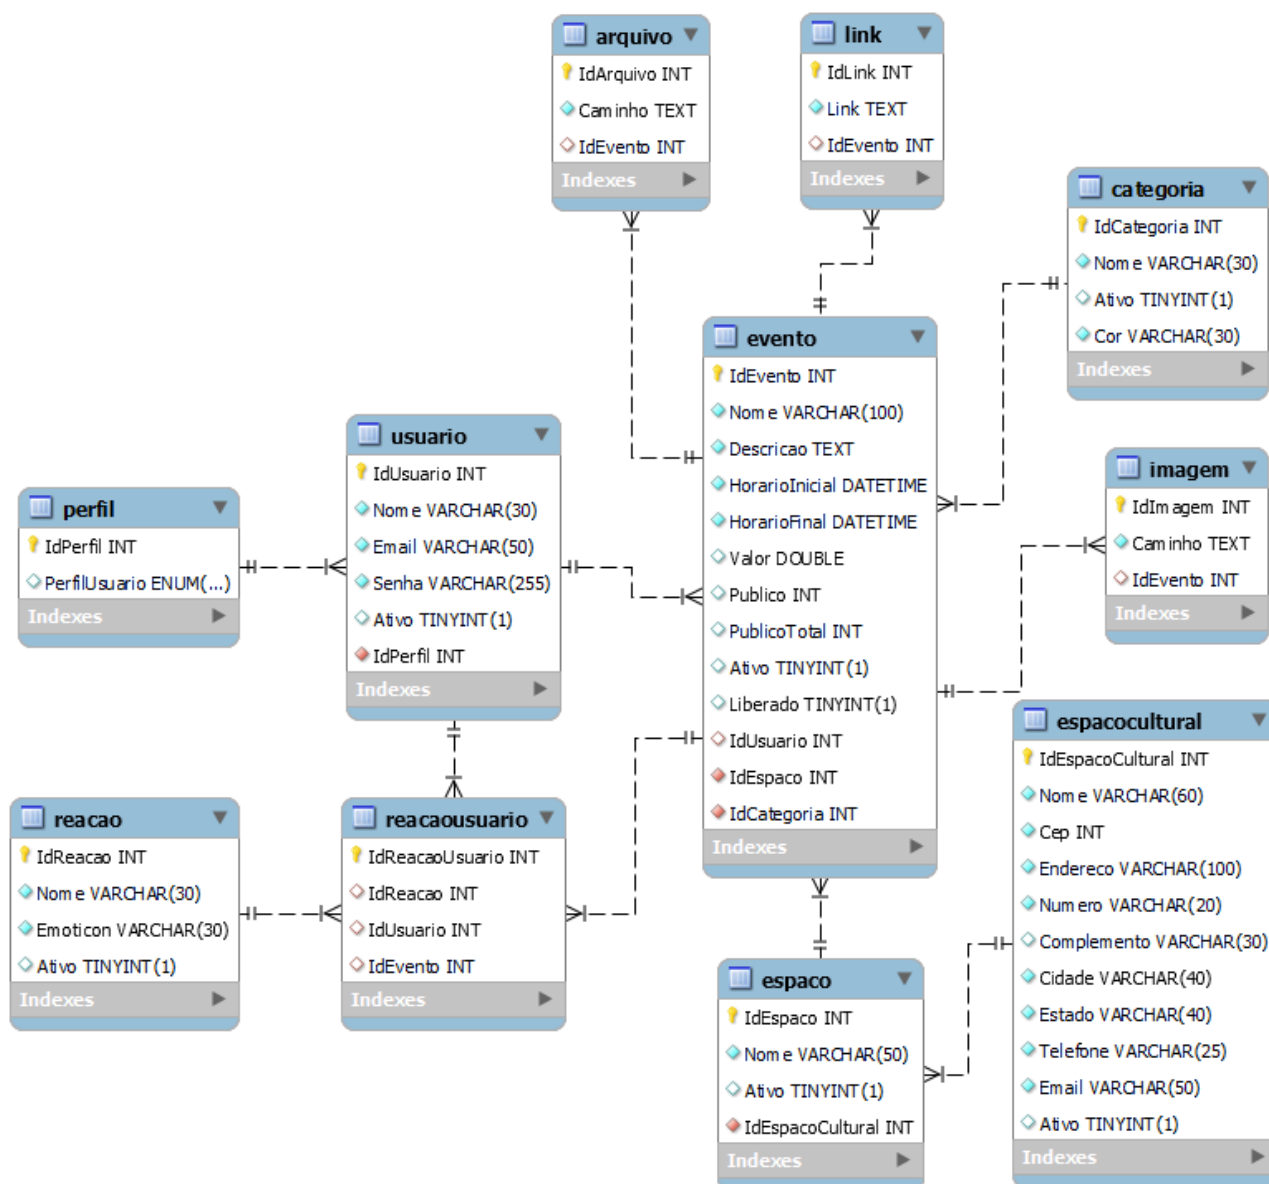 arquivo
IdArquivo INT
Caminho TEXT
IdEvento INT
Indexes
link
IdLink INT
Link TEXT
IdEvento INT
Indexes
categoria
IdCategoria INT
Nome VARCHAR(30)
Ativo TINYINT(1)
Cor VARCHAR(30)
Indexes
evento
IdEvento INT
Nome VARCHAR(100)
Descricao TEXT
HorarioInicial DATETIME
HorarioFinal DATETIME
Valor DOUBLE
Publico INT
PublicoTotal INT
Ativo TINYINT(1)
Liberado TINYINT(1)
IdUsuario INT
IdEspaco INT
IdCategoria INT
Indexes
usuario
IdUsuario INT
Nome VARCHAR(30)
Email VARCHAR(50)
Senha VARCHAR(255)
Ativo TINYINT(1)
IdPerfil INT
Indexes
perfil
IdPerfil INT
PerfilUsuario ENUM(...)
Indexes
imagem
IdImagem INT
Caminho TEXT
IdEvento INT
Indexes
espacocultural
IdEspacoCultural INT
Nome VARCHAR(60)
Cep INT
Endereco VARCHAR(100)
Numero VARCHAR(20)
Complemento VARCHAR(30)
Cidade VARCHAR(40)
Estado VARCHAR(40)
Telefone VARCHAR(25)
Email VARCHAR(50)
Ativo TINYINT(1)
Indexes
reacao
IdReacao INT
Nome VARCHAR(30)
Emoticon VARCHAR(30)
Ativo TINYINT(1)
Indexes
reacaousuario
IdReacaoUsuario INT
IdReacao INT
IdUsuario INT
IdEvento INT
Indexes
espaco
IdEspaco INT
Nome VARCHAR(50)
Ativo TINYINT(1)
IdEspacoCultural INT
Indexes